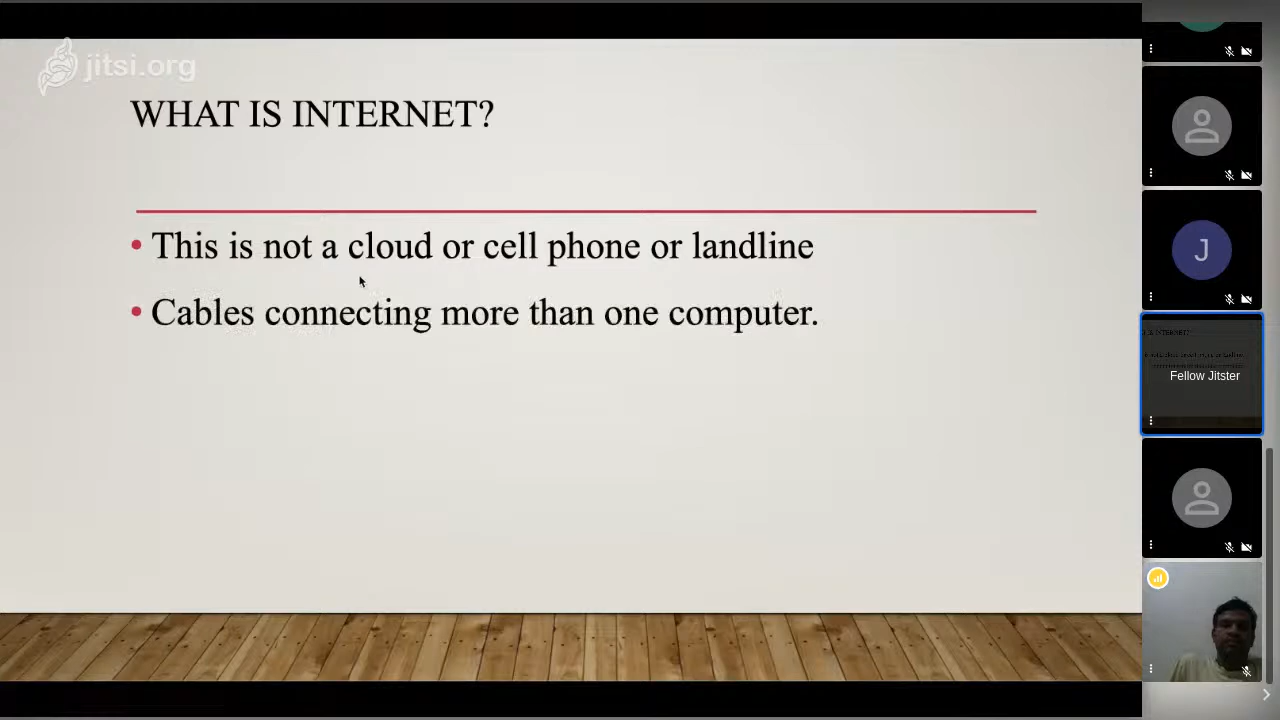 jitsi.org
WHAT IS INTERNET?
• This is not a cloud or cell phone or landline
• Cables connecting more than one computer.
J
Fellow Jitster